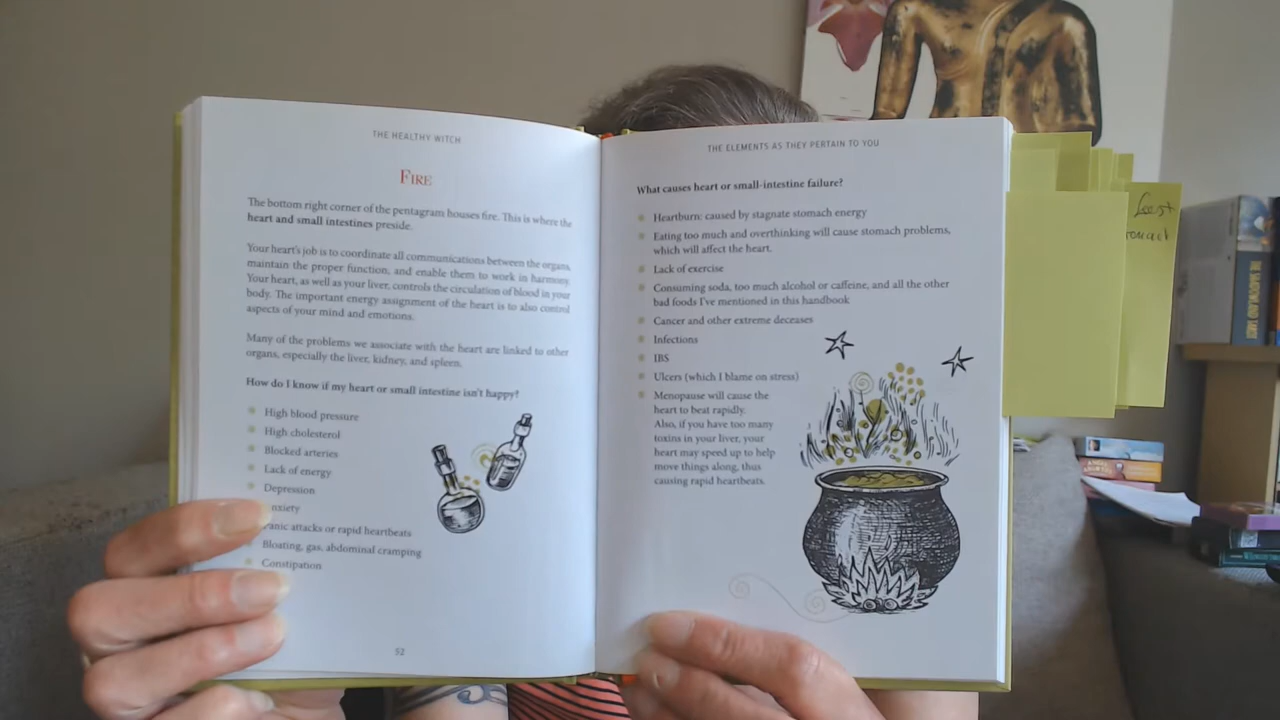 THE HEALTHY WITCH
FIRE
The bottom right corner of the pentagram houses fire. This is where the
heart and small intestines preside.
Your heart's job is to coordinate all communications between the organs,
maintain the proper function, and enable them to work in harmony.
Your heart, as well as your liver, controls the circulation of blood in your
body. The important energy assignment of the heart is to also control
aspects of your mind and emotions.
Many of the problems we associate with the heart are linked to other
organs, especially the liver, kidney, and spleen.
How do I know if my heart or small intestine isn't happy?
High blood pressure
High cholesterol
Blocked arteries
Lack of energy
Depression
nxiety
Panic attacks or rapid heartbeats
Bloating, gas, abdominal cramping
Constipation
52
THE ELEMENTS AS THEY PERTAIN TO YOU
What causes heart or small-intestine failure?
Heartburn: caused by stagnate stomach energy
Eating too much and overthinking will cause stomach problems,
which will affect the heart.
Lack of exercise
Consuming soda, too much alcohol or caffeine, and all the other
bad foods I've mentioned in this handbook
Cancer and other extreme deceases
Infections
IBS
Ulcers (which I blame on stress)
Menopause will cause the
heart to beat rapidly.
Also, if you have too many
toxins in your liver, your
heart may speed up to help
move things along, thus
causing rapid heartbeats.